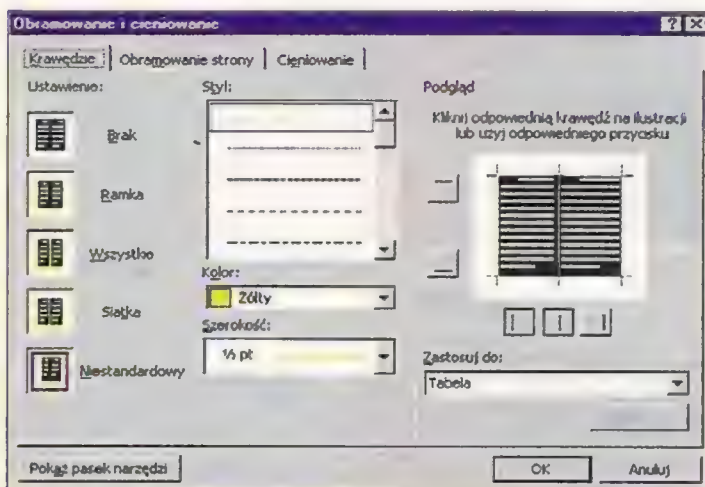 Obramowanie i cieniowanie
Krawędzie
Obramowanie strony
Cieniowanie
Ustawienie:
Brak
Ramka
Wszystko
Siatka
Niestandardowy
Styl:
Kolor:
Żółty
Szerokość:
½ pt
Podgląd
Kliknij odpowiednią krawędź na ilustracji
lub użyj odpowiedniego przycisku
Zastosuj do:
Tabela
Pokaż pasek narzędzi
OK
Anuluj